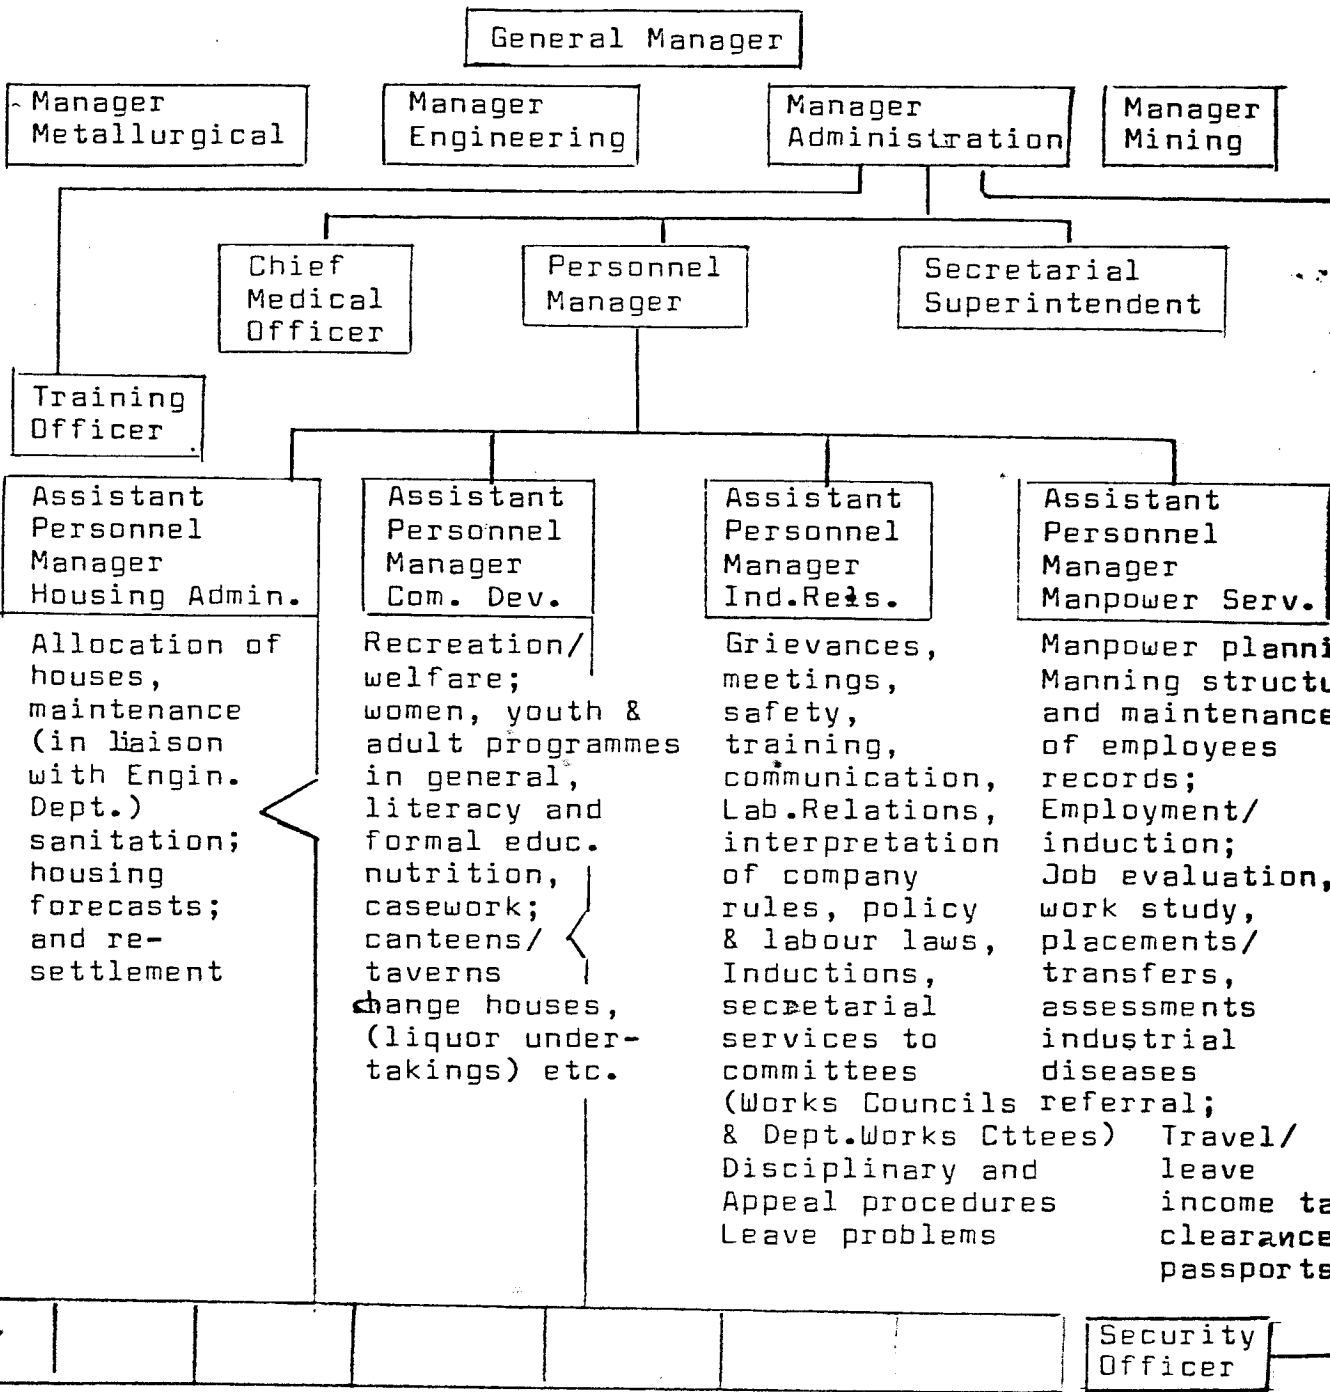 General Manager
Manager
Metallurgical
Manager
Engineering
Manager
Administration
Manager
Mining
Chief
Medical
Officer
Personnel
Manager
Secretarial
Superintendent
Training
Officer
Assistant
Personnel
Manager
Housing Admin.
Allocation of
houses,
maintenance
(in liaison
with Engin.
Dept.)
sanitation;
housing
forecasts;
and re-
settlement
Assistant
Personnel
Manager
Com. Dev.
Recreation/
welfare;
women, youth &
adult programmes
in general,
literacy and
formal educ.
nutrition,
casework;
canteens/
taverns
change houses,
(liquor under-
takings) etc.
Assistant
Personnel
Manager
Ind.Rels.
Grievances,
meetings,
safety,
training,
communication,
Lab.Relations,
interpretation
of company
rules, policy
& labour laws,
Inductions,
secretarial
services to
committees
(Works Councils
& Dept.Works Cttees)
Disciplinary and
Appeal procedures
Leave problems
Assistant
Personnel
Manager
Manpower Serv.
Manpower planni
Manning structu
and maintenance
of employees
records;
Employment/
induction;
Job evaluation,
work study,
placements/
transfers,
assessments
industrial
diseases
referral;
Travel/
leave
income ta
clearance
passports
Security
Officer